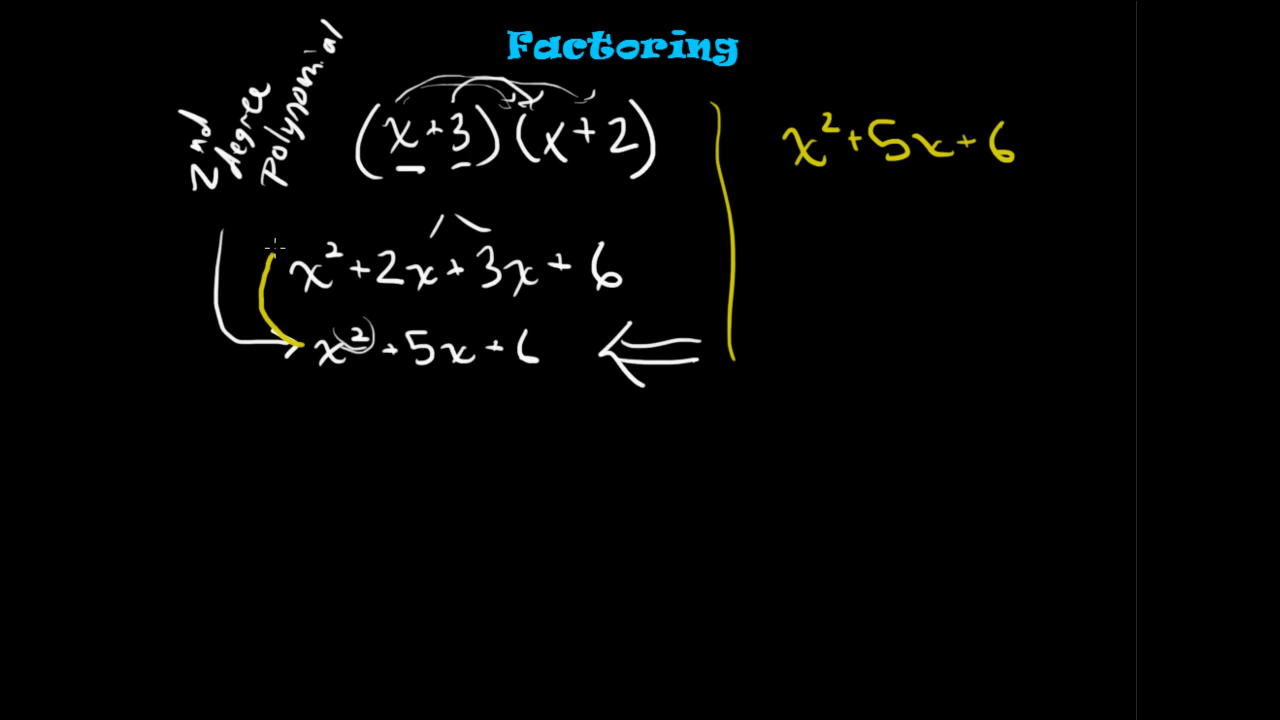 Factoring
2nd
degree
Polynomial
(x+3)(x+2)
x²+2x+3x+6
x²+5x+6
x²+5x+6